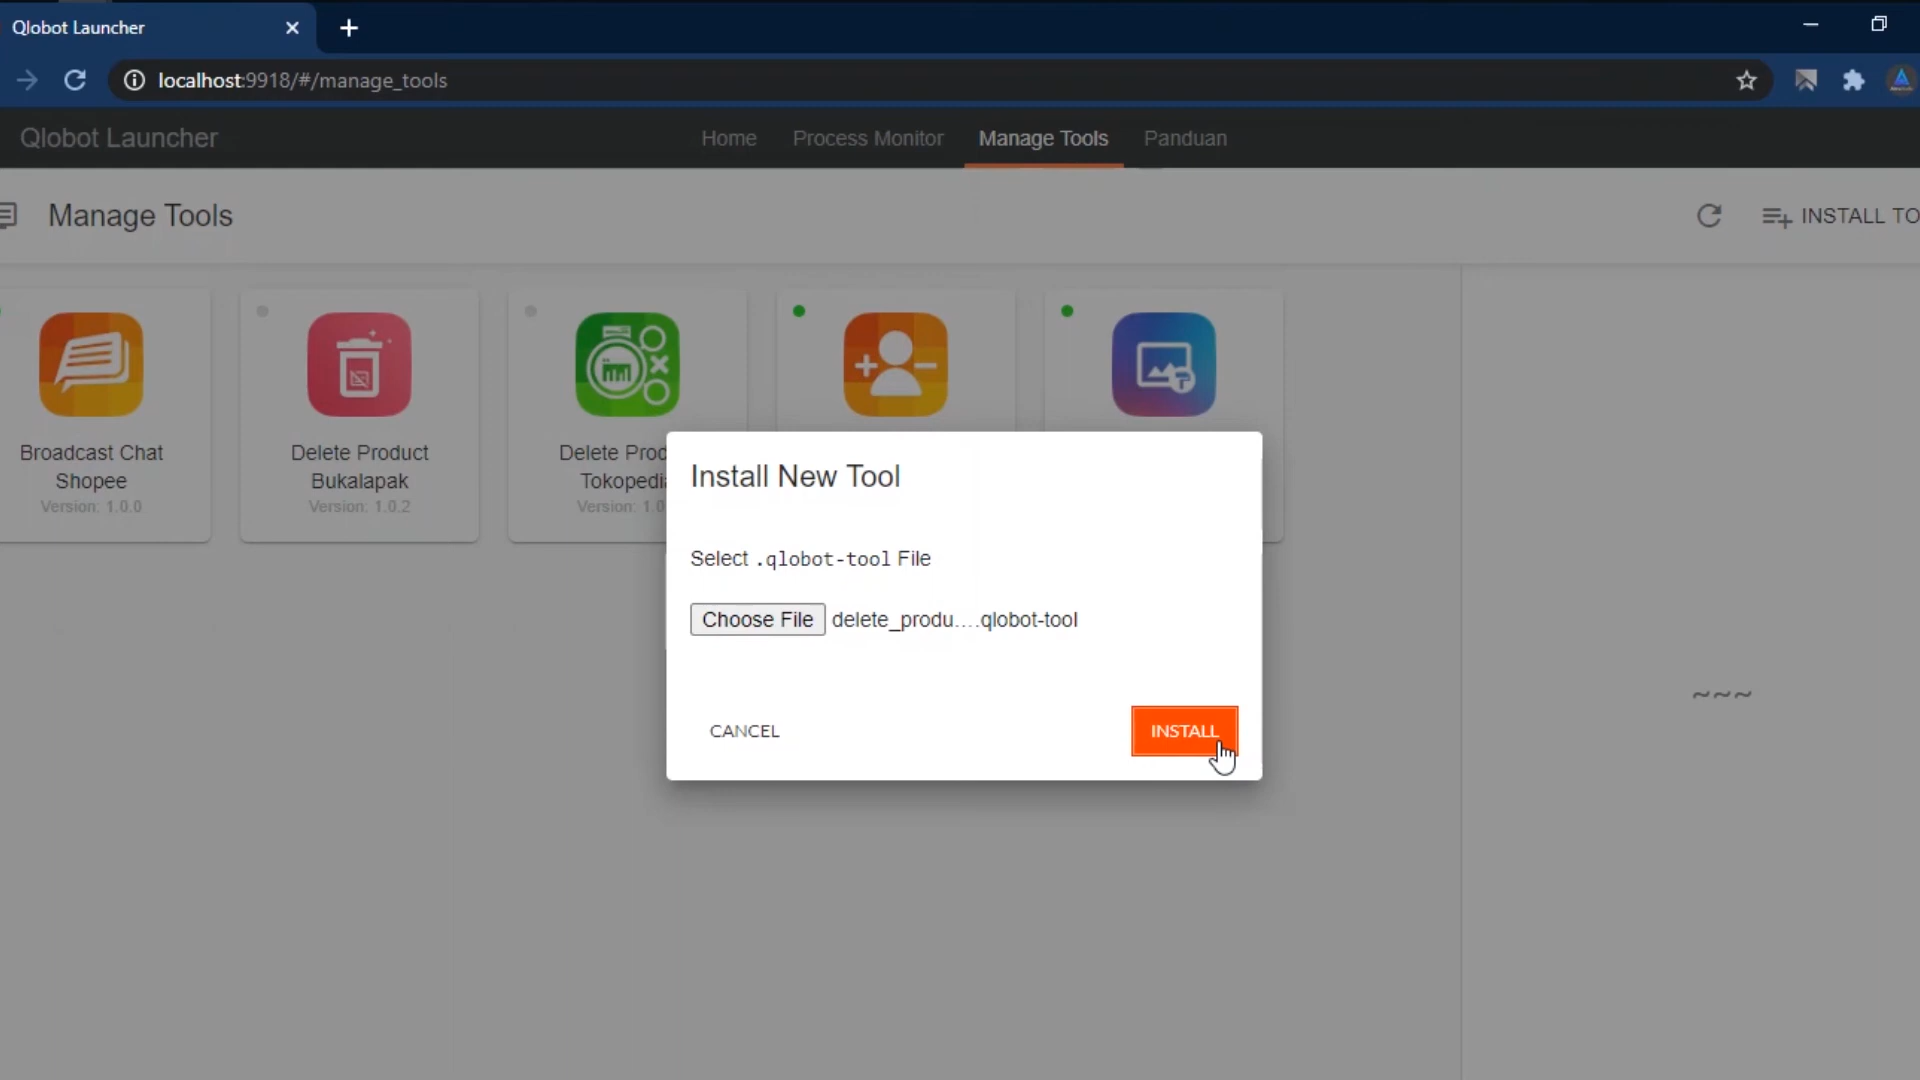 Qlobot Launcher
localhost:9918/#/manage_tools
Qlobot Launcher
Home
Process Monitor
Manage Tools
Panduan
Manage Tools
INSTALL TO
Broadcast Chat
Shopee
Version: 1.0.0
Delete Product
Bukalapak
Version: 1.0.2
Delete Prod
Tokopedia
Version: 1.0
Install New Tool
Select .qlobot-tool File
Choose File delete_produ....qlobot-tool
CANCEL
INSTALL
~~~